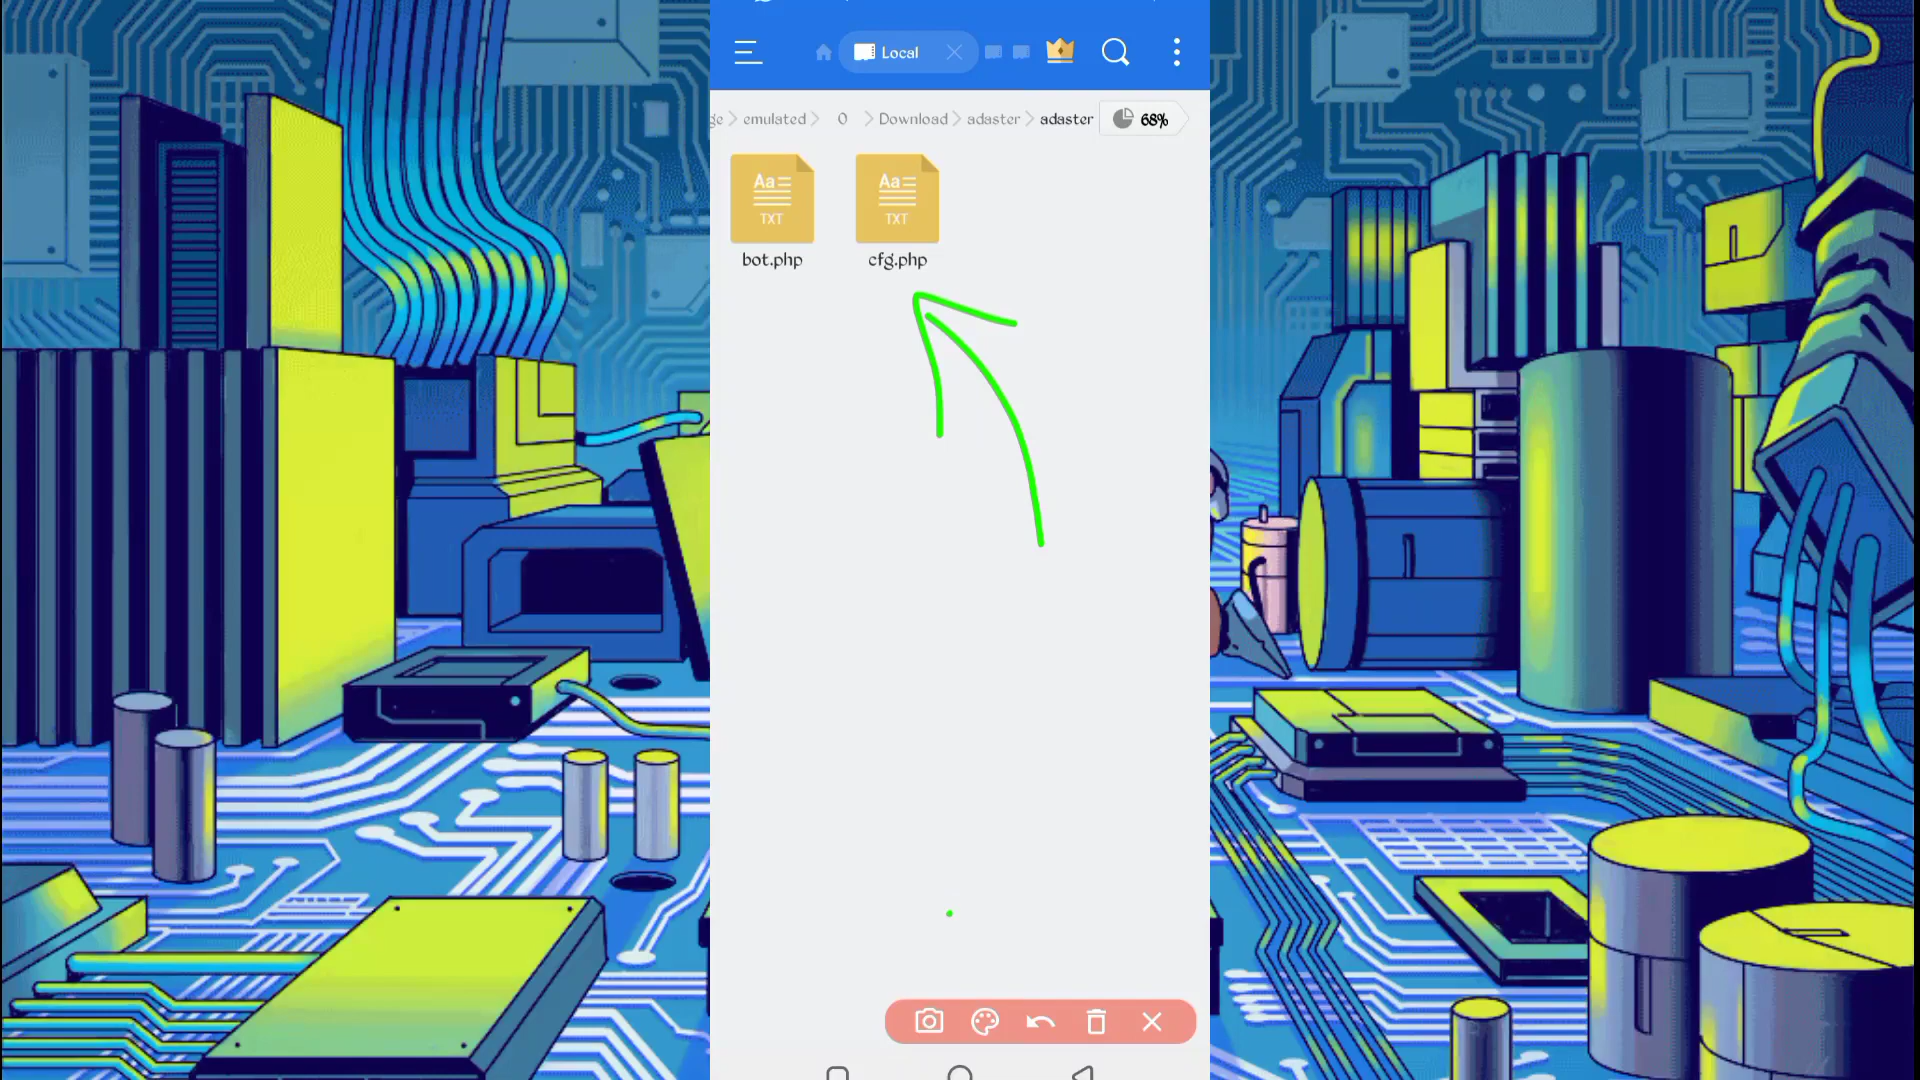 Local
ge emulated 0 Download adaster adaster 68%
Aa TXT Aa TXT
bot.php cfg.php